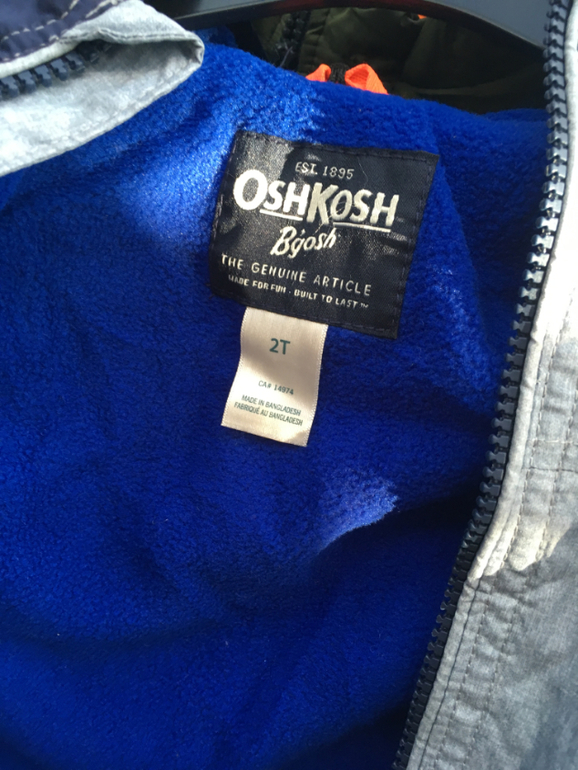 EST. 1895
OSHKOSH
B'gosh
THE GENUINE ARTICLE
MADE FOR FUN · BUILT TO LAST™
2T
CA# 14974
MADE IN BANGLADESH
FABRIQUÉ AU BANGLADESH